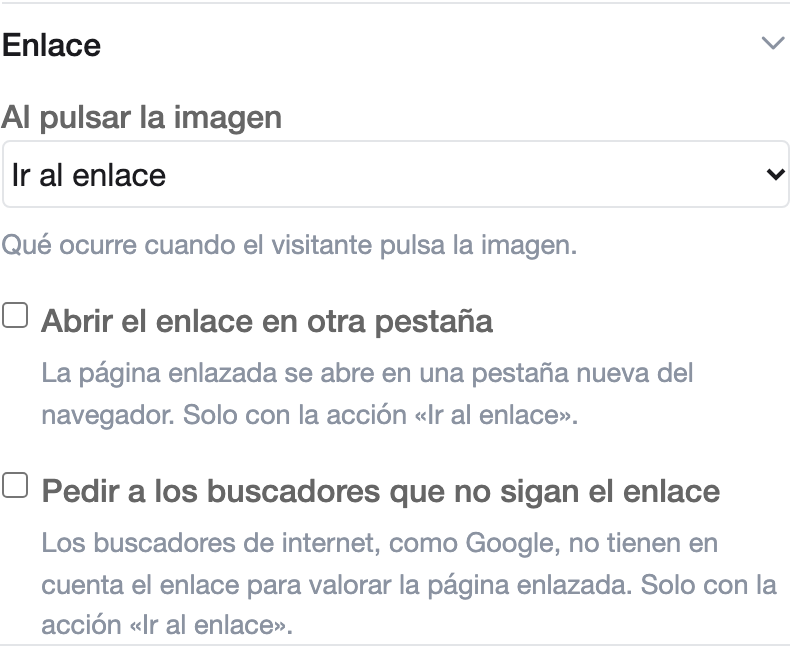 Enlace
Al pulsar la imagen
Ir al enlace
Qué ocurre cuando el visitante pulsa la imagen.
Abrir el enlace en otra pestaña
La página enlazada se abre en una pestaña nueva del
navegador. Solo con la acción «Ir al enlace».
Pedir a los buscadores que no sigan el enlace
Los buscadores de internet, como Google, no tienen en
cuenta el enlace para valorar la página enlazada. Solo con la
acción «Ir al enlace».